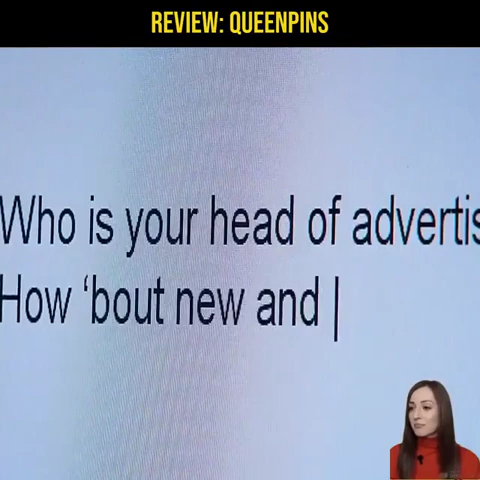 REVIEW: QUEENPINS
Who is your head of advertis
How ‘bout new and